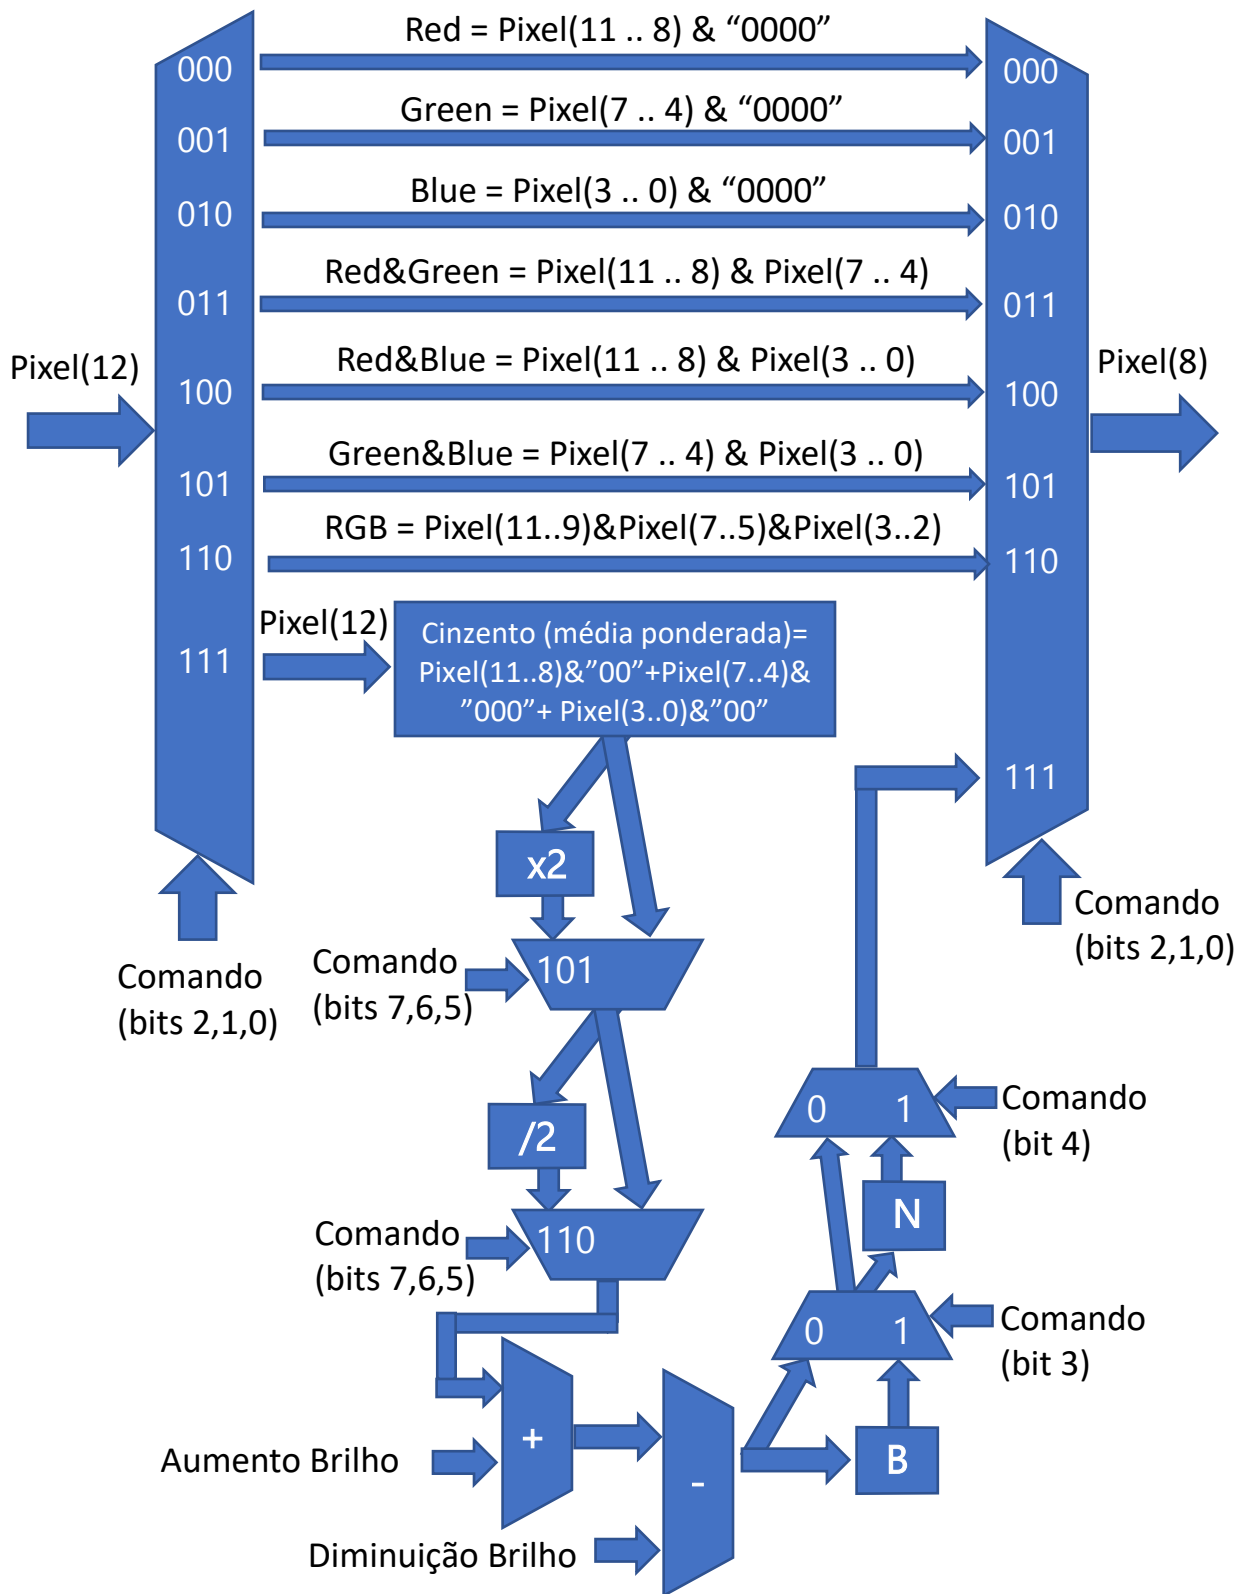 Red = Pixel(11 .. 8) & “0000”
000
000
Green = Pixel(7 .. 4) & “0000”
001
001
Blue = Pixel(3 .. 0) & “0000”
010
010
Red&Green = Pixel(11 .. 8) & Pixel(7 .. 4)
011
011
Pixel(12)
Red&Blue = Pixel(11 .. 8) & Pixel(3 .. 0)
Pixel(8)
100
100
Green&Blue = Pixel(7 .. 4) & Pixel(3 .. 0)
101
101
RGB = Pixel(11..9)&Pixel(7..5)&Pixel(3..2)
110
110
Pixel(12)
111
Cinzento (média ponderada)=
Pixel(11..8)&”00”+Pixel(7..4)&
”000”+ Pixel(3..0)&”00”
111
x2
Comando
(bits 2,1,0)
Comando
(bits 2,1,0)
Comando
(bits 7,6,5)
101
/2
0 1
Comando
(bit 4)
N
Comando
(bits 7,6,5)
110
0 1
Comando
(bit 3)
+
Aumento Brilho
-
B
Diminuição Brilho